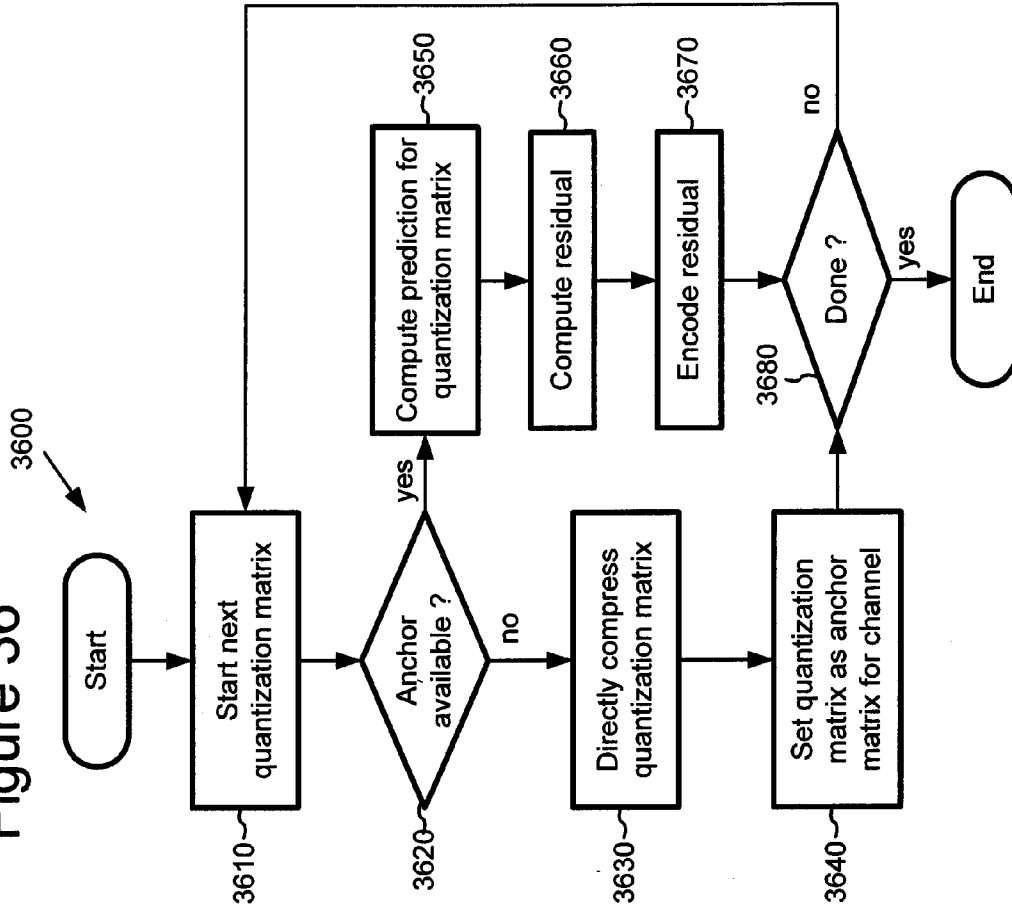 Figure 36
3600
Start
3610
Start next
quantization matrix
3620
Anchor
available ?
yes
no
3630
Directly compress
quantization matrix
3640
Set quantization
matrix as anchor
matrix for channel
3650
Compute prediction for
quantization matrix
3660
Compute residual
3670
Encode residual
3680
Done ?
no
yes
End